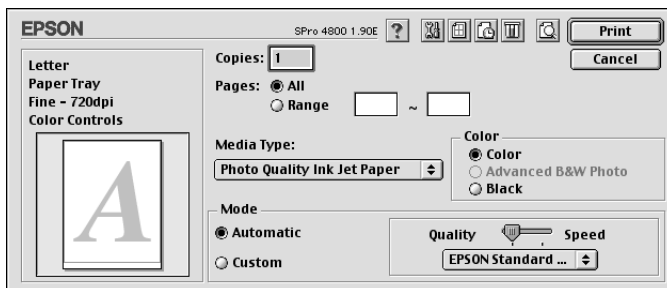 EPSON
SPro 4800 1.90E
?
Print
Cancel
Letter
Paper Tray
Fine - 720dpi
Color Controls
A
Copies: 1
Pages: All
Range ~
Media Type:
Photo Quality Ink Jet Paper
Color
Color
Advanced B&W Photo
Black
Mode
Automatic
Custom
Quality Speed
EPSON Standard ...